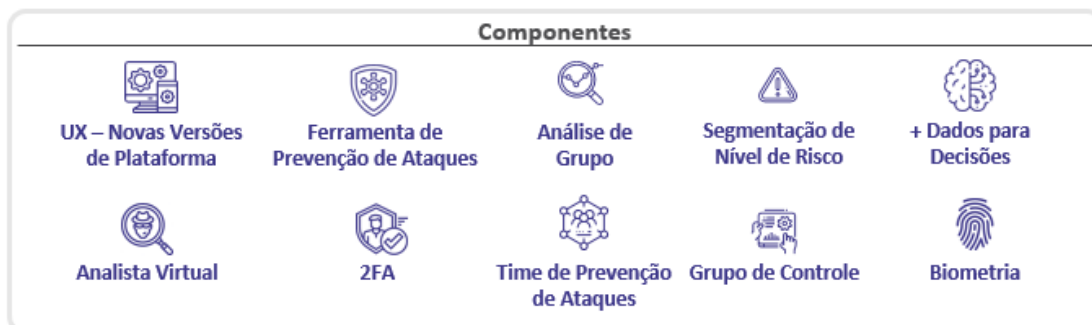 Componentes
UX – Novas Versões
de Plataforma
Ferramenta de
Prevenção de Ataques
Análise de
Grupo
Segmentação de
Nível de Risco
+ Dados para
Decisões
Analista Virtual
2FA
Time de Prevenção
de Ataques
Grupo de Controle
Biometria